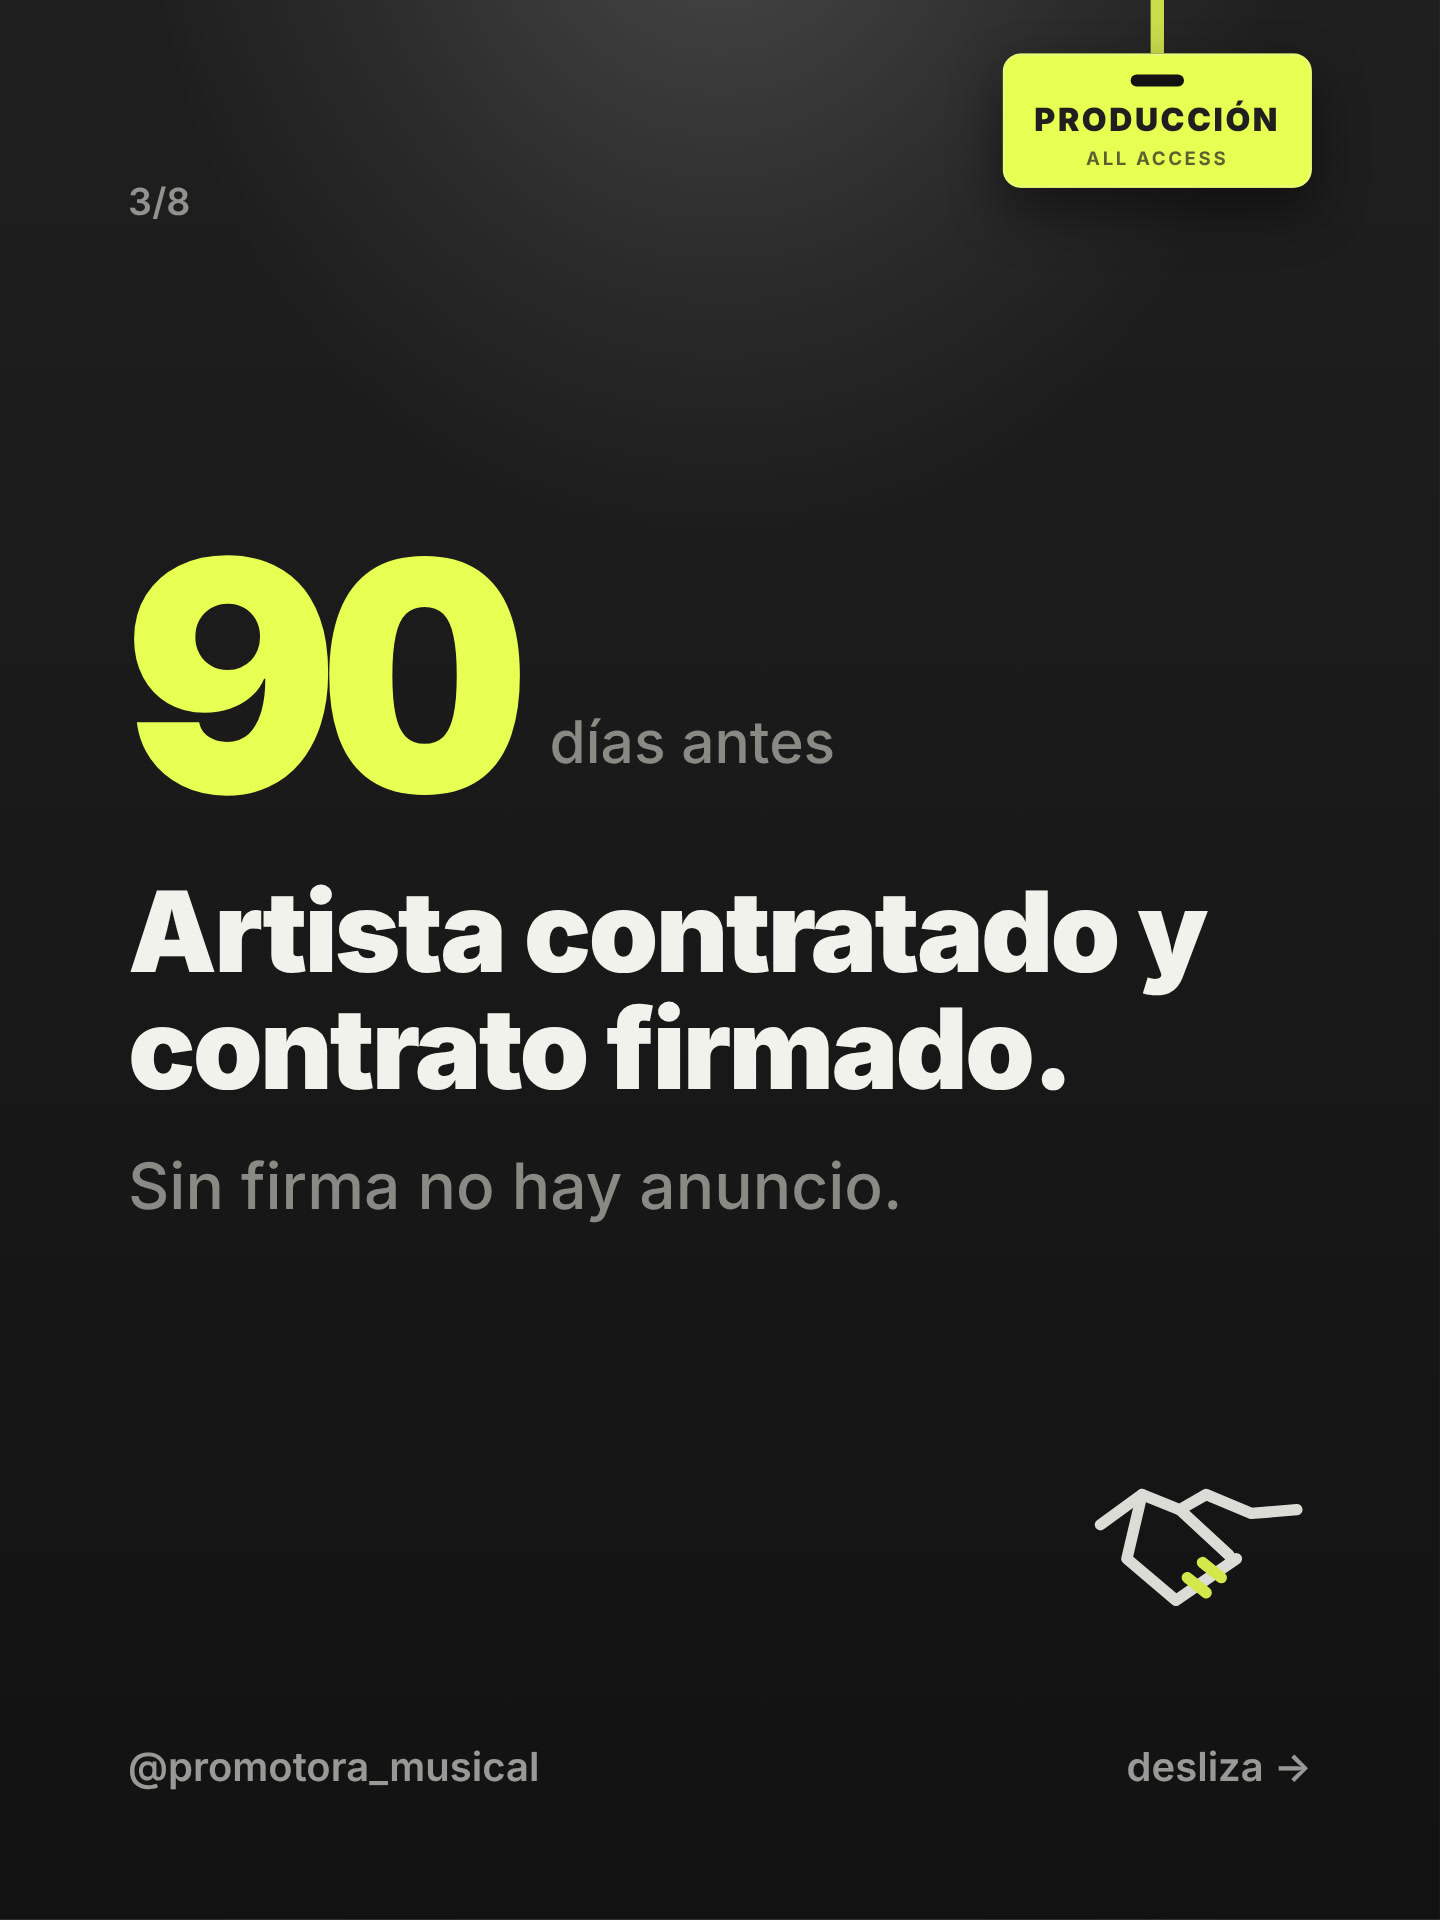 PRODUCCIÓN
ALL ACCESS
3/8
90 días antes
Artista contratado y
contrato firmado.
Sin firma no hay anuncio.
@promotora_musical
desliza →